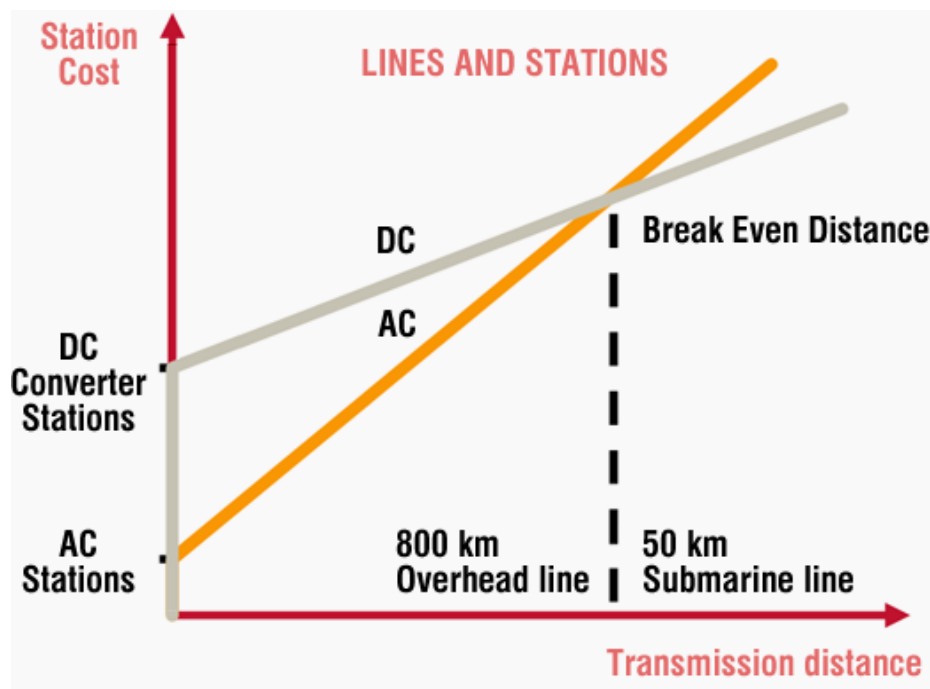 Station
Cost
LINES AND STATIONS
DC
Break Even Distance
AC
DC
Converter
Stations
AC
Stations
800 km
Overhead line
50 km
Submarine line
Transmission distance